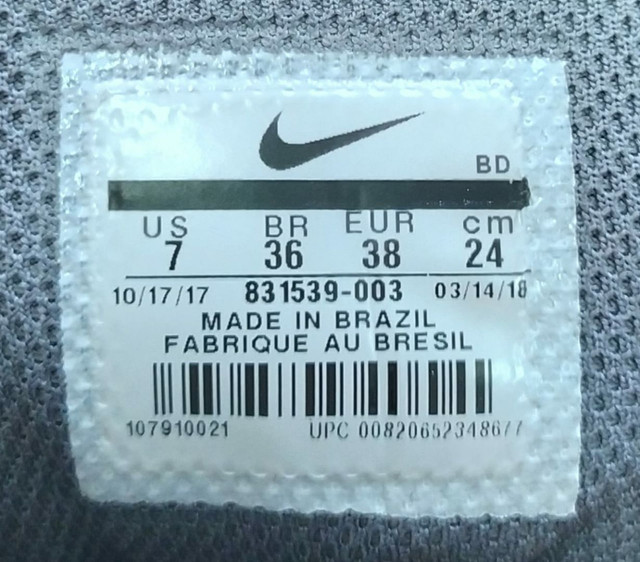 BD
US BR EUR cm
7 36 38 24
10/17/17 831539-003 03/14/18
MADE IN BRAZIL
FABRIQUE AU BRESIL
107910021 UPC 00820652348677